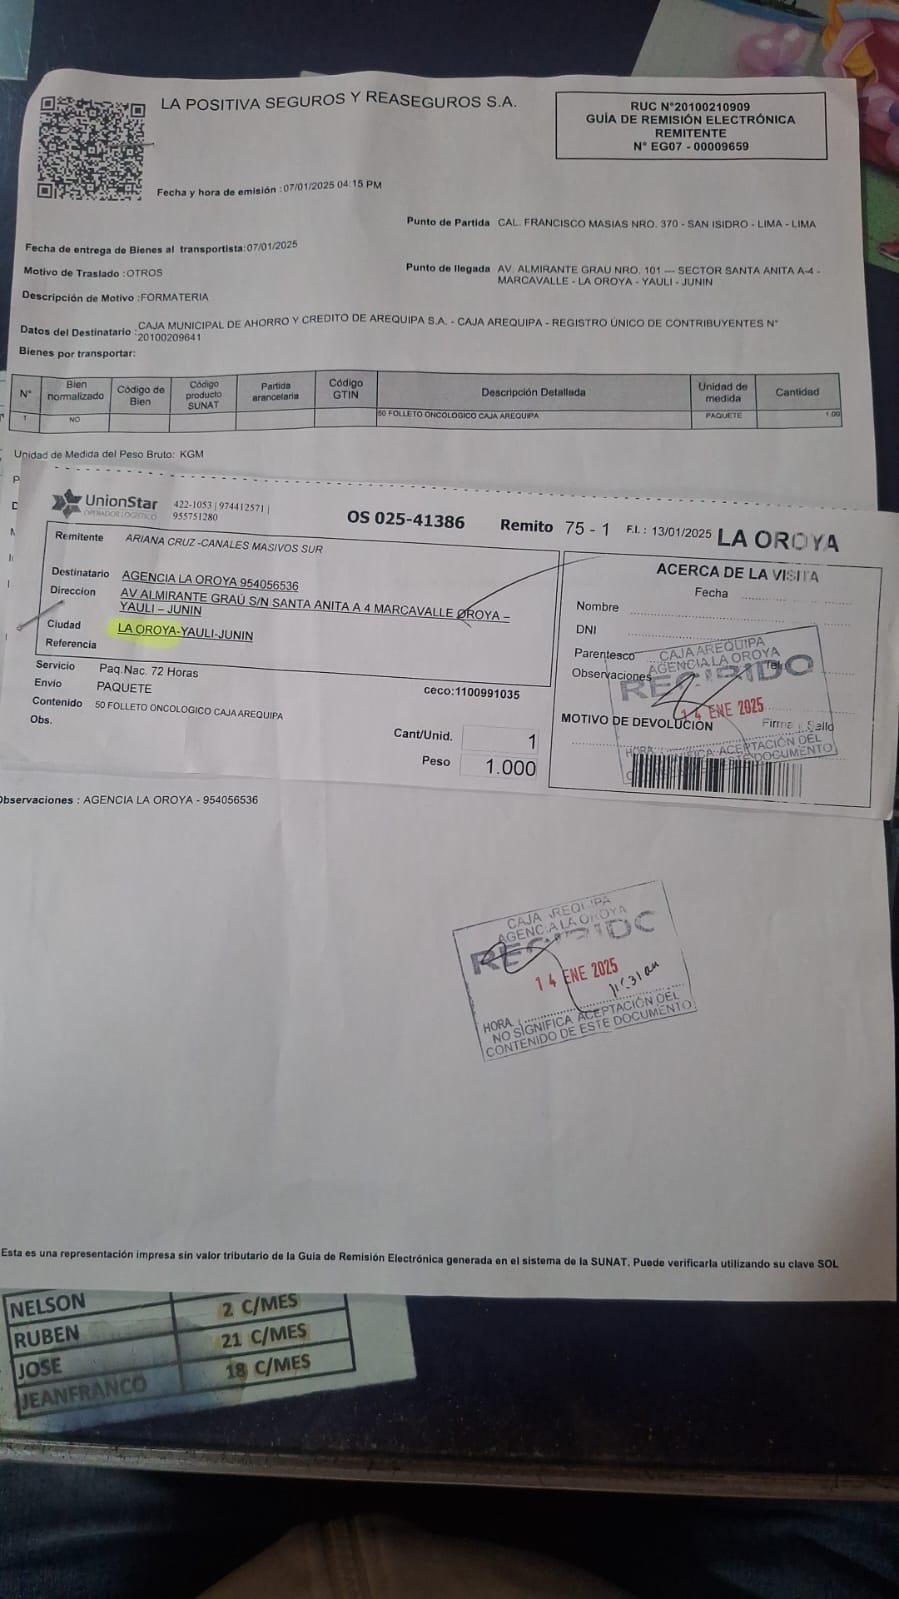 LA POSITIVA SEGUROS Y REASEGUROS S.A.
RUC N°20100210909
GUÍA DE REMISIÓN ELECTRÓNICA
REMITENTE
N° EG07 - 00009659
Fecha y hora de emisión :07/01/2025 04:15 PM
Punto de Partida CAL. FRANCISCO MASIAS NRO. 370 - SAN ISIDRO - LIMA - LIMA
Fecha de entrega de Bienes al transportista:07/01/2025
Motivo de Traslado :OTROS
Punto de llegada AV. ALMIRANTE GRAU NRO. 101 --- SECTOR SANTA ANITA A-4 -
MARCAVALLE - LA OROYA - YAULI - JUNIN
Descripción de Motivo :FORMATERIA
Datos del Destinatario : CAJA MUNICIPAL DE AHORRO Y CREDITO DE AREQUIPA S.A. - CAJA AREQUIPA - REGISTRO ÚNICO DE CONTRIBUYENTES N°
20100209641
Bienes por transportar:
N° Bien normalizado Código de Bien Código producto SUNAT Partida arancelaria Código GTIN Descripción Detallada Unidad de medida Cantidad
1 NO 50 FOLLETO ONCOLOGICO CAJA AREQUIPA PAQUETE 1.00
Unidad de Medida del Peso Bruto: KGM
UnionStar
OPERADOR LOGISTICO
422-1053 | 974412571 |
955751280
OS 025-41386 Remito 75 - 1 F.I.: 13/01/2025 LA OROYA
Remitente ARIANA CRUZ -CANALES MASIVOS SUR
Destinatario AGENCIA LA OROYA 954056536
Direccion AV ALMIRANTE GRAU S/N SANTA ANITA A 4 MARCAVALLE OROYA –
YAULI – JUNIN
Ciudad LA OROYA-YAULI-JUNIN
Referencia
Servicio Paq.Nac. 72 Horas
Envío PAQUETE
ceco:1100991035
Contenido 50 FOLLETO ONCOLOGICO CAJA AREQUIPA
Obs.
Cant/Unid. 1
Peso 1.000
ACERCA DE LA VISITA
Fecha
Nombre
DNI
Parentesco
Observaciones
MOTIVO DE DEVOLUCIÓN
Firma Sello
CAJA AREQUIPA
AGENCIA LA OROYA
RECIBIDO
14 ENE 2025
HORA:
ACEPTACIÓN DEL
DOCUMENTO
Observaciones : AGENCIA LA OROYA - 954056536
CAJA AREQUIPA
AGENCIA LA OROYA
RECIBIDO
14 ENE 2025
11:31 am
HORA
NO SIGNIFICA ACEPTACIÓN DEL
CONTENIDO DE ESTE DOCUMENTO
Esta es una representación impresa sin valor tributario de la Guía de Remisión Electrónica generada en el sistema de la SUNAT. Puede verificarla utilizando su clave SOL
NELSON 2 C/MES
RUBEN 21 C/MES
JOSE 18 C/MES
JEANFRANCO